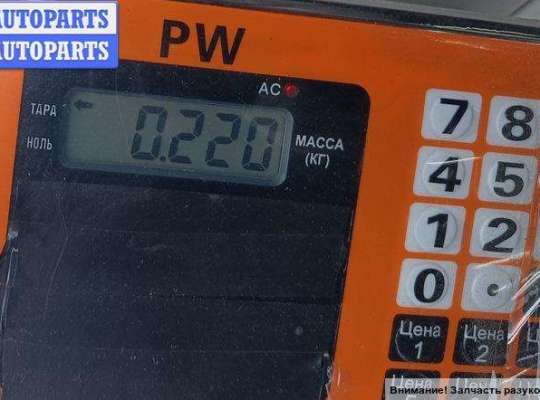 AUTOPARTS
AUTOPARTS
PW
AC
ТАРА
0.220
НОЛЬ
МАССА
(КГ)
7 8
4 5
1 2
0 .
Цена
1
Цена
2
Цена
Внимание! Запчасть разуко